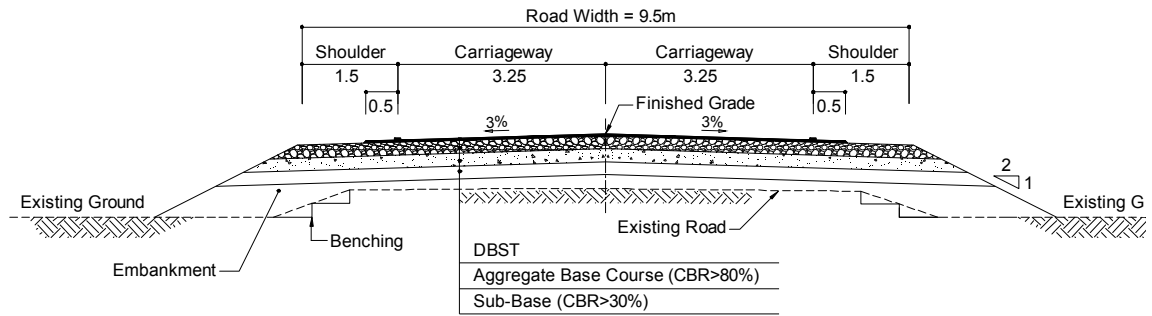 Road Width = 9.5m
Shoulder Carriageway Carriageway Shoulder
1.5 3.25 3.25 1.5
0.5 0.5
Finished Grade
3% 3%
2
1
Existing Ground Existing G
Existing Road
Benching
Embankment
DBST
Aggregate Base Course (CBR>80%)
Sub-Base (CBR>30%)